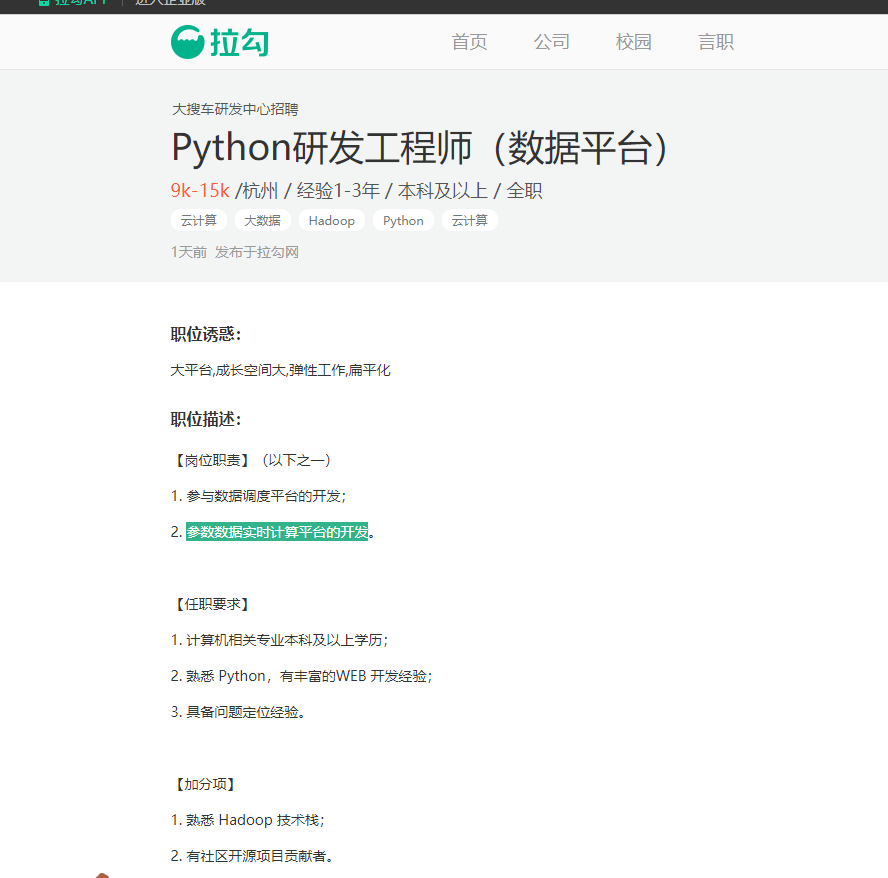 拉勾APP 进入企业版
拉勾 首页 公司 校园 言职
大搜车研发中心招聘
Python研发工程师（数据平台）
9k-15k /杭州 / 经验1-3年 / 本科及以上 / 全职
云计算 大数据 Hadoop Python 云计算
1天前 发布于拉勾网
职位诱惑：
大平台,成长空间大,弹性工作,扁平化
职位描述：
【岗位职责】（以下之一）
1. 参与数据调度平台的开发；
2. 参数数据实时计算平台的开发。
【任职要求】
1. 计算机相关专业本科及以上学历；
2. 熟悉 Python，有丰富的WEB 开发经验；
3. 具备问题定位经验。
【加分项】
1. 熟悉 Hadoop 技术栈；
2. 有社区开源项目贡献者。